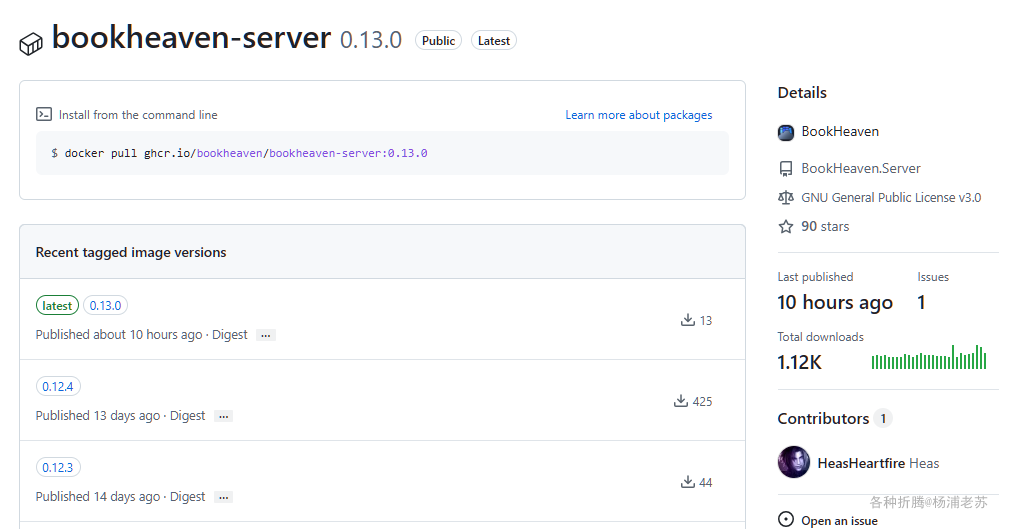 bookheaven-server 0.13.0 Public Latest
Install from the command line
Learn more about packages
$ docker pull ghcr.io/bookheaven/bookheaven-server:0.13.0
Recent tagged image versions
latest 0.13.0
Published about 10 hours ago · Digest ...
13
0.12.4
Published 13 days ago · Digest ...
425
0.12.3
Published 14 days ago · Digest ...
44
Details
BookHeaven
BookHeaven.Server
GNU General Public License v3.0
90 stars
Last published
10 hours ago
Issues
1
Total downloads
1.12K
Contributors 1
HeasHeartfire Heas
各种折腾@杨浦老苏
Open an issue